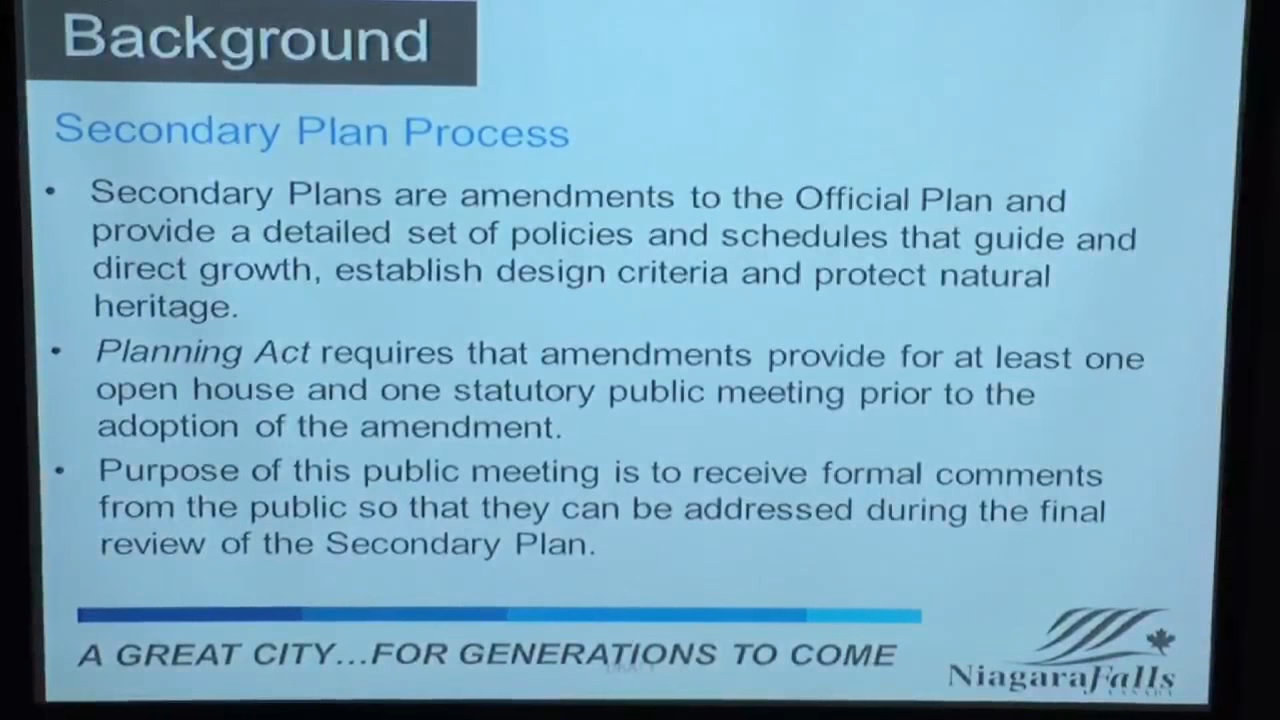 Background
Secondary Plan Process
• Secondary Plans are amendments to the Official Plan and
provide a detailed set of policies and schedules that guide and
direct growth, establish design criteria and protect natural
heritage.
• Planning Act requires that amendments provide for at least one
open house and one statutory public meeting prior to the
adoption of the amendment.
• Purpose of this public meeting is to receive formal comments
from the public so that they can be addressed during the final
review of the Secondary Plan.
A GREAT CITY...FOR GENERATIONS TO COME
NiagaraFalls
CANADA